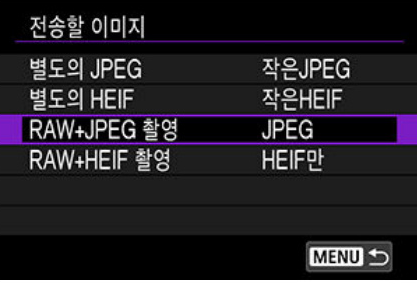 전송할 이미지
별도의 JPEG 작은JPEG
별도의 HEIF 작은HEIF
RAW+JPEG 촬영 JPEG
RAW+HEIF 촬영 HEIF만
MENU